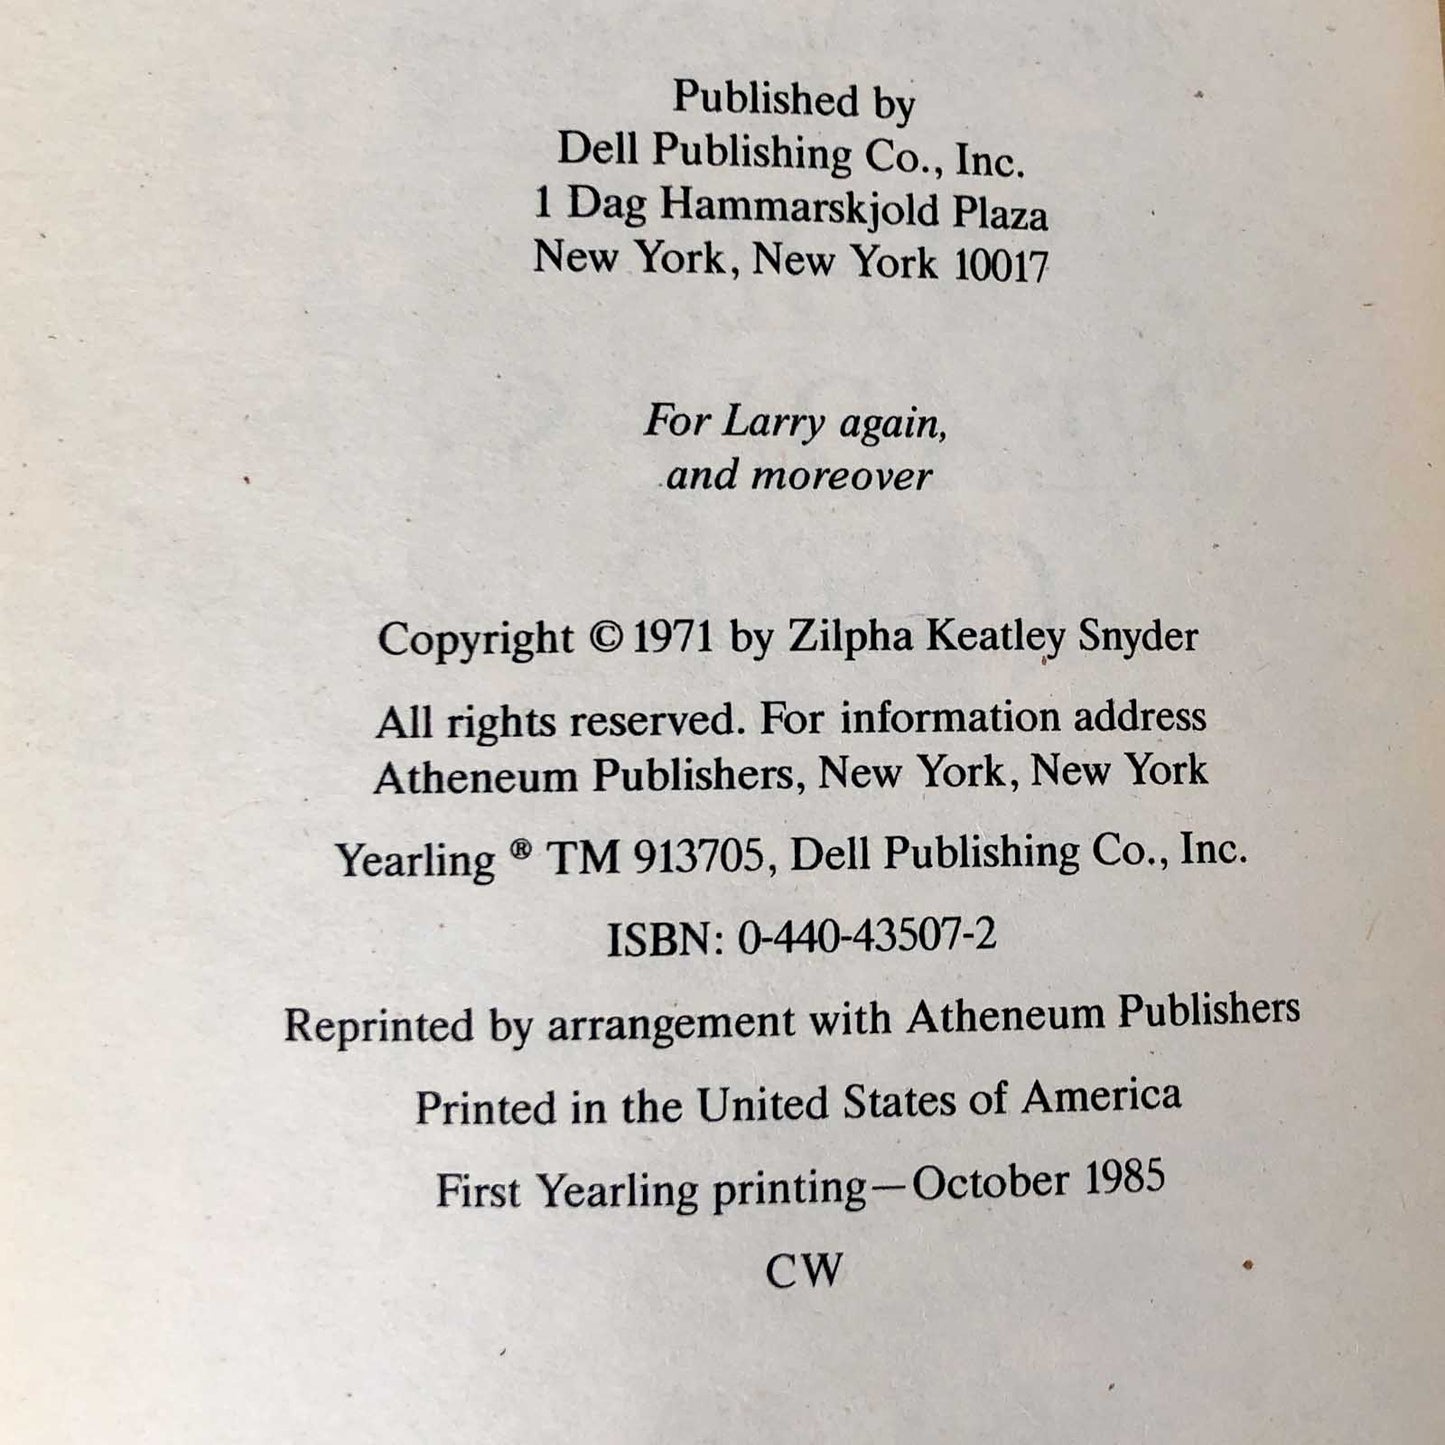 Published by
Dell Publishing Co., Inc.
1 Dag Hammarskjold Plaza
New York, New York 10017
For Larry again,
and moreover
Copyright © 1971 by Zilpha Keatley Snyder
All rights reserved. For information address
Atheneum Publishers, New York, New York
Yearling ® TM 913705, Dell Publishing Co., Inc.
ISBN: 0-440-43507-2
Reprinted by arrangement with Atheneum Publishers
Printed in the United States of America
First Yearling printing—October 1985
CW